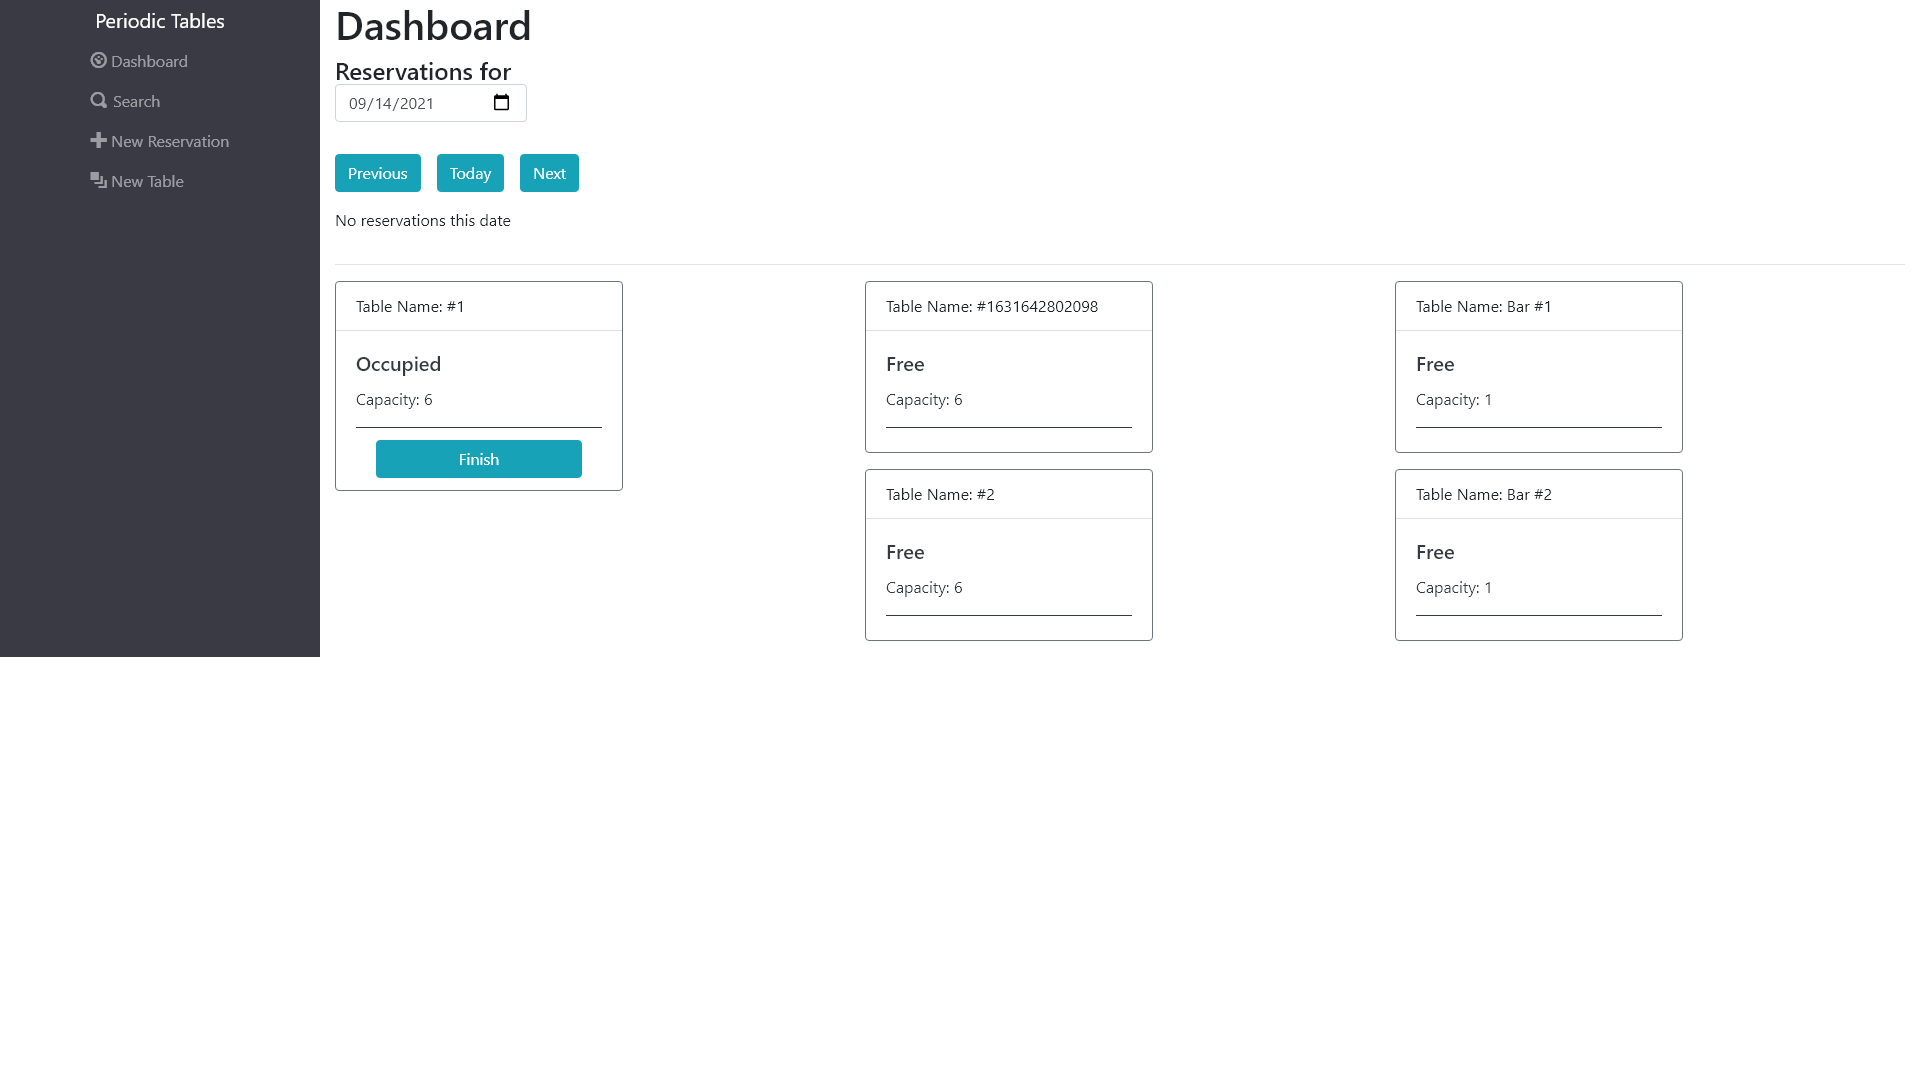 Periodic Tables
Dashboard
Search
New Reservation
New Table
Dashboard
Reservations for
09/14/2021
Previous
Today
Next
No reservations this date
Table Name: #1
Occupied
Capacity: 6
Finish
Table Name: #1631642802098
Free
Capacity: 6
Table Name: #2
Free
Capacity: 6
Table Name: Bar #1
Free
Capacity: 1
Table Name: Bar #2
Free
Capacity: 1